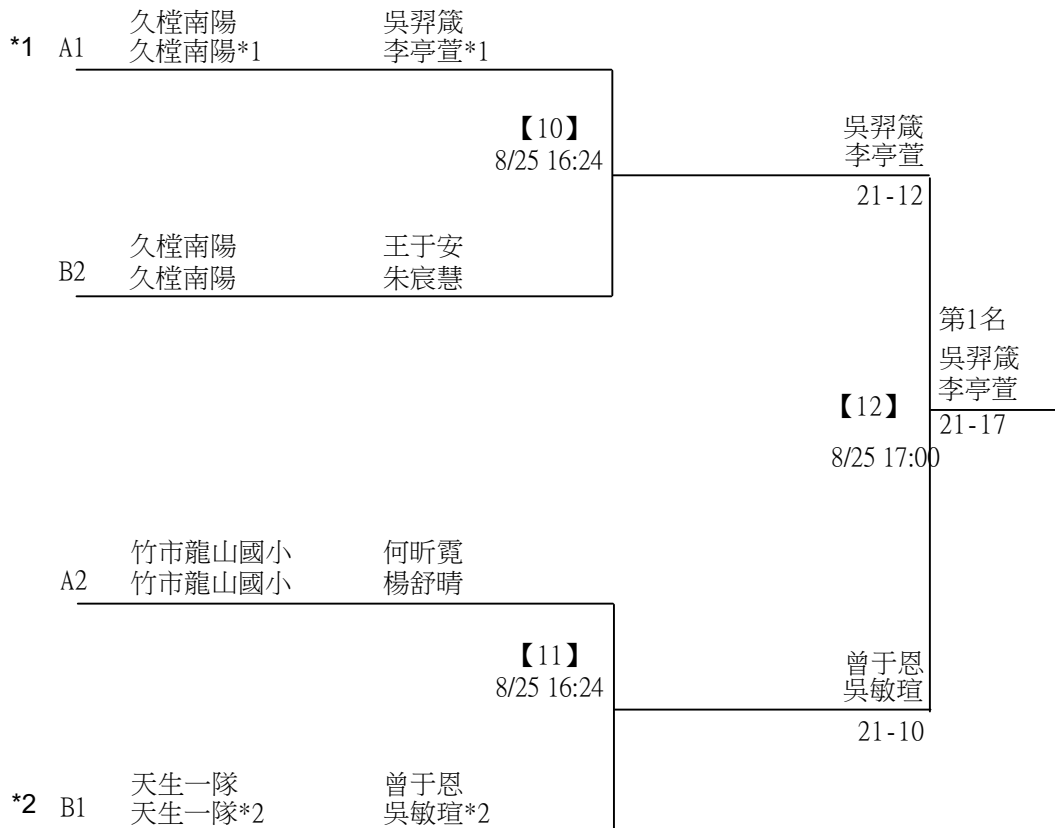 久樘南陽 吳羿箴
*1 A1 久樘南陽*1 李亭萱*1
【10】
8/25 16:24
吳羿箴
李亭萱
21-12
久樘南陽 王于安
B2 久樘南陽 朱宸慧
第1名
吳羿箴
李亭萱
【12】
21-17
8/25 17:00
竹市龍山國小 何昕霓
A2 竹市龍山國小 楊舒晴
【11】
8/25 16:24
曾于恩
吳敏瑄
21-10
天生一隊 曾于恩
*2 B1 天生一隊*2 吳敏瑄*2